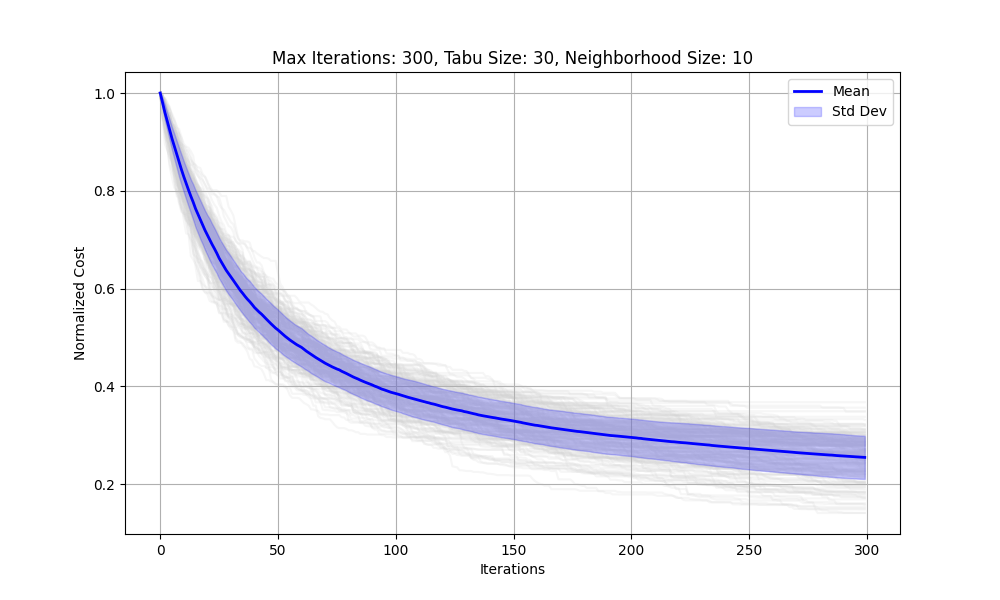 Max Iterations: 300, Tabu Size: 30, Neighborhood Size: 10
Mean
Std Dev
Normalized Cost
1.0
0.8
0.6
0.4
0.2
0 50 100 150 200 250 300
Iterations